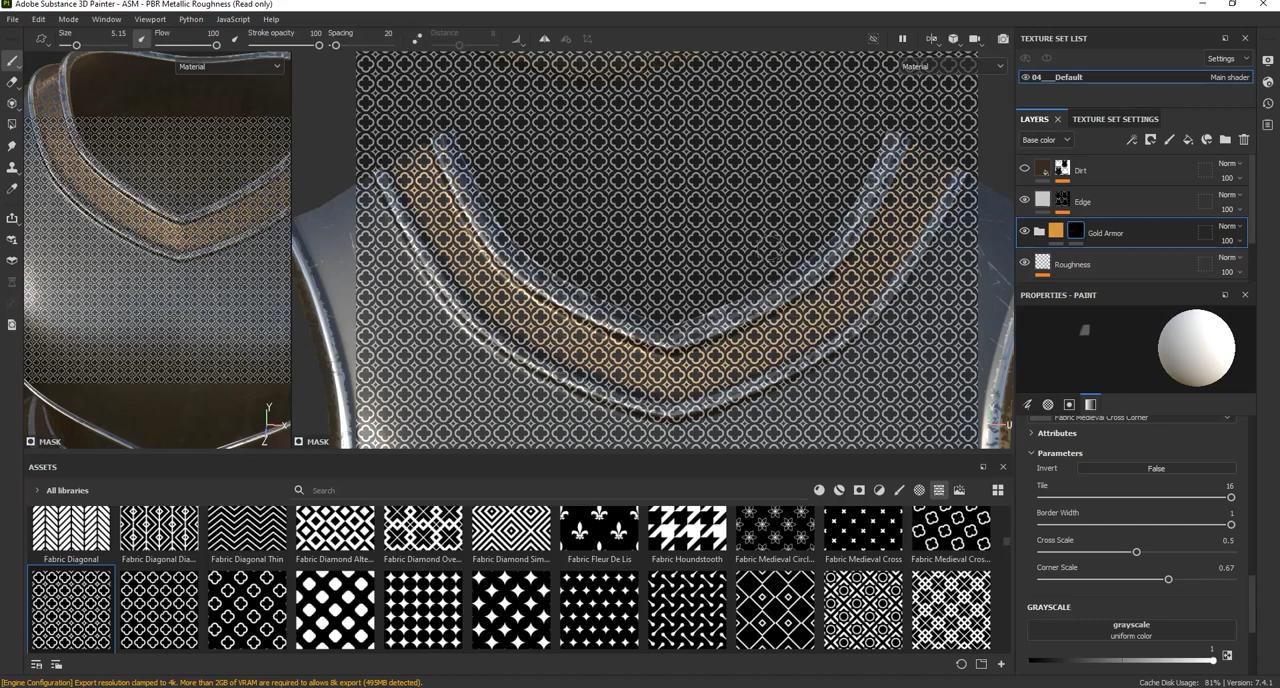 Adobe Substance 3D Painter - ASM - PBR Metallic Roughness (Read only)
File Edit Mode Window Viewport Python JavaScript Help
Size 5.15 Flow 100 Stroke opacity 100 Spacing 20 Distance 8
Material
Material
MASK
MASK
Y
X
Z
U
TEXTURE SET LIST
Settings
04___Default Main shader
LAYERS TEXTURE SET SETTINGS
Base color
Dirt Norm 100
Edge Norm 100
Gold Armor Norm 100
Roughness Norm 100
PROPERTIES - PAINT
Fabric Medieval Cross Corner
Attributes
Parameters
Invert False
Tile 16
Border Width 1
Cross Scale 0.5
Corner Scale 0.67
GRAYSCALE
grayscale
uniform color
1
ASSETS
All libraries Search
Fabric Diagonal Fabric Diagonal Dia... Fabric Diagonal Thin Fabric Diamond Alte... Fabric Diamond Ove... Fabric Diamond Sim... Fabric Fleur De Lis Fabric Houndstooth Fabric Medieval Circl... Fabric Medieval Cross Fabric Medieval Cros...
[Engine Configuration] Export resolution clamped to 4k. More than 2GB of VRAM are required to allows 8k export (495MB detected).
Cache Disk Usage: 81% | Version: 7.4.1